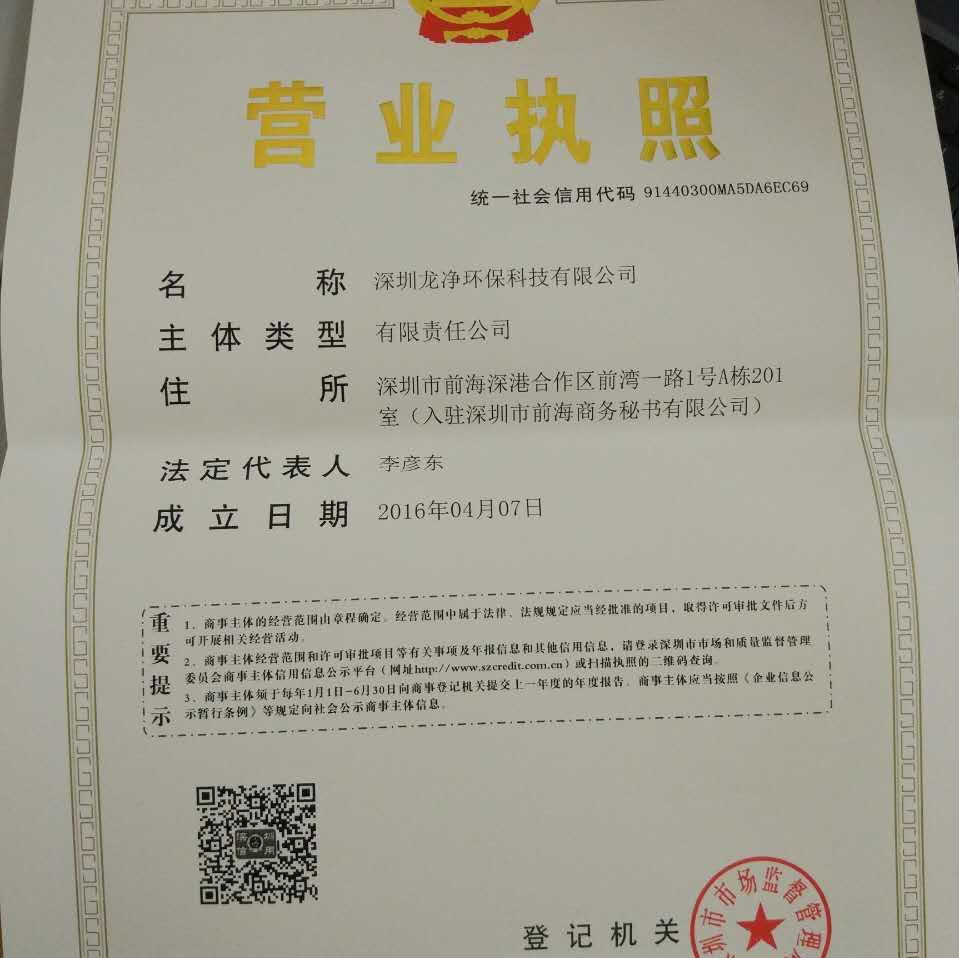 营业执照
统一社会信用代码 91440300MA5DA6EC69
名称 深圳龙净环保科技有限公司
主体类型 有限责任公司
住所 深圳市前海深港合作区前湾一路1号A栋201
室（入驻深圳市前海商务秘书有限公司）
法定代表人 李彦东
成立日期 2016年04月07日
重要提示
1、商事主体的经营范围由章程确定。经营范围中属于法律、法规规定应当经批准的项目，取得许可审批文件后方
可开展相关经营活动。
2、商事主体经营范围和许可审批项目等有关事项及年报信息和其他信用信息，请登录深圳市市场和质量监督管理
委员会商事主体信用信息公示平台（网址http://www.szcredit.com.cn）或扫描执照的二维码查询。
3、商事主体须于每年1月1日-6月30日向商事登记机关提交上一年度的年度报告。商事主体应当按照《企业信息公
示暂行条例》等规定向社会公示商事主体信息。
深圳
信用
登记机关
圳市市场监督管理